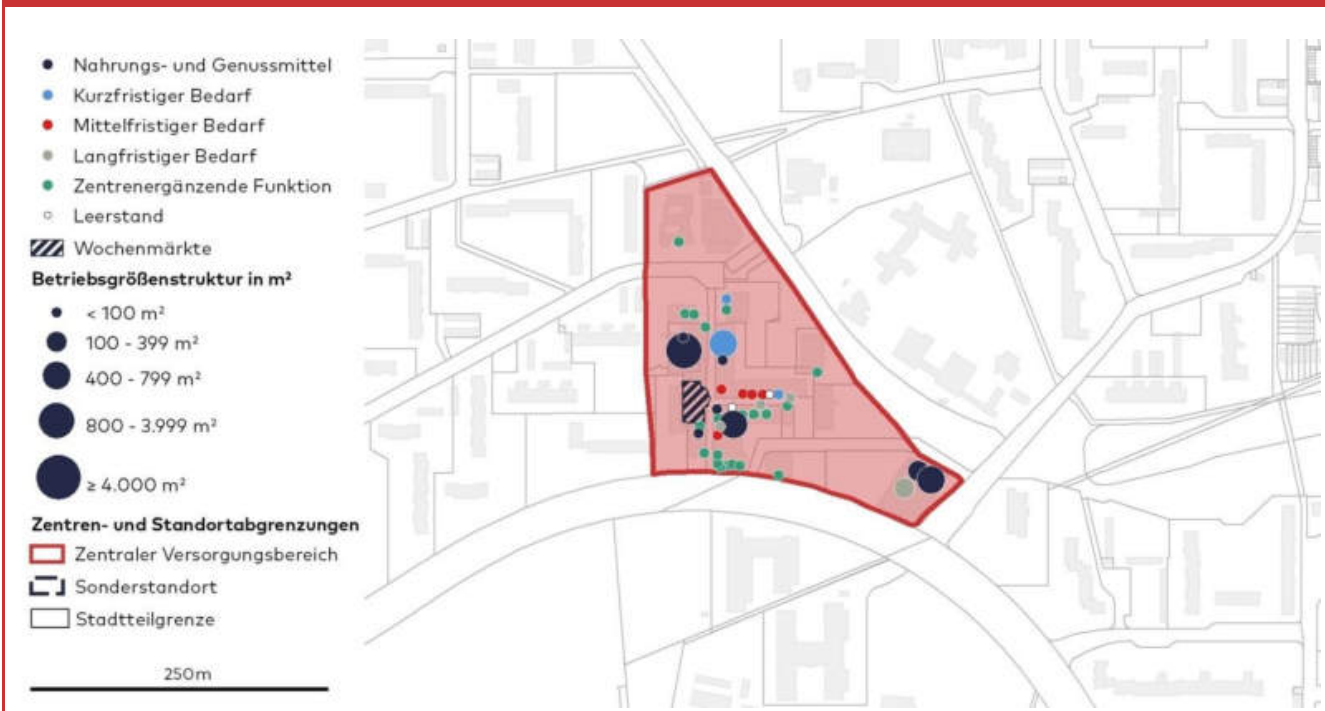 Nahrungs- und Genussmittel
Kurzfristiger Bedarf
Mittelfristiger Bedarf
Langfristiger Bedarf
Zentrenergänzende Funktion
Leerstand
Wochenmärkte
Betriebsgrößenstruktur in m²
< 100 m²
100 - 399 m²
400 - 799 m²
800 - 3.999 m²
≥ 4.000 m²
Zentren- und Standortabgrenzungen
Zentraler Versorgungsbereich
Sonderstandort
Stadtteilgrenze
250m